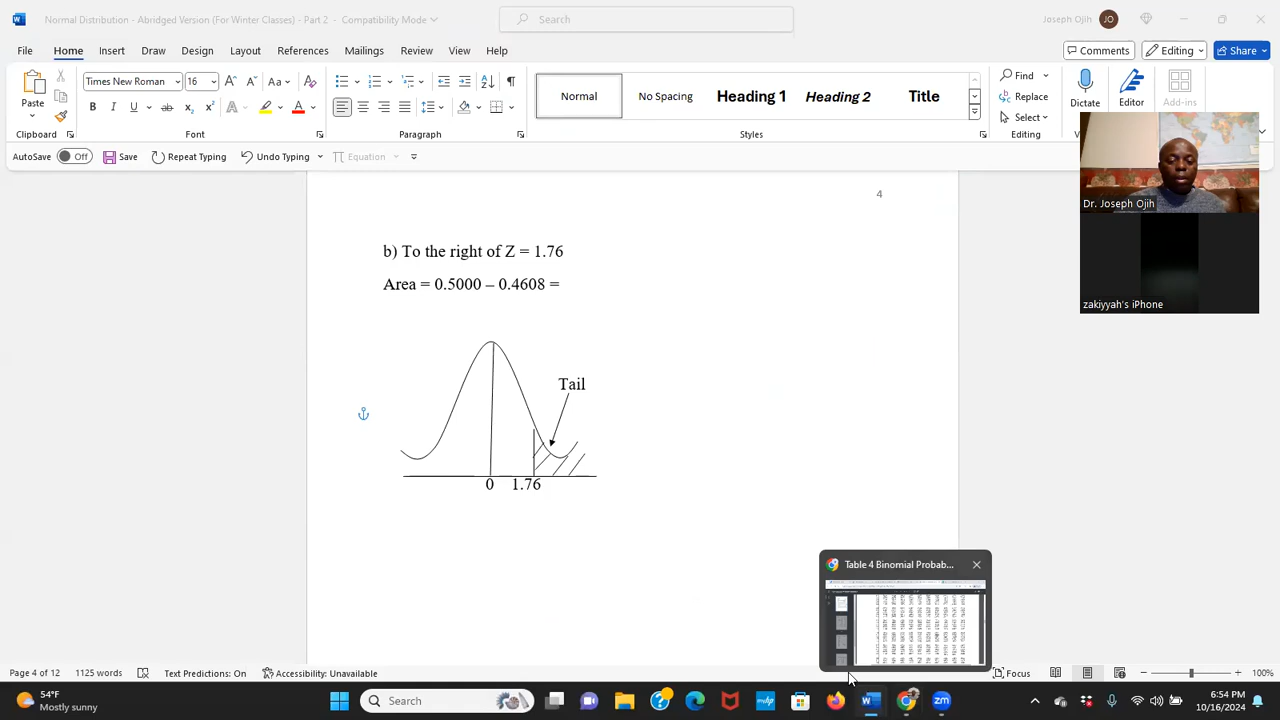 Normal Distribution - Abridged Version (For Winter Classes) - Part 2 - Compatibility Mode
Search
Joseph Ojih
JO
File Home Insert Draw Design Layout References Mailings Review View Help
Comments
Editing
Share
Paste
Times New Roman
16
Normal
No Spacing
Heading 1
Heading 2
Title
Find
Replace
Select
Dictate
Editor
Add-ins
Clipboard
Font
Paragraph
Styles
Editing
AutoSave Off Save Repeat Typing Undo Typing Equation
Dr. Joseph Ojih
zakiyyah's iPhone
4
b) To the right of Z = 1.76
Area = 0.5000 – 0.4608 =
Tail
0 1.76
Table 4 Binomial Probab...
Page 4 of 12 1125 words Text Predictions: On Accessibility: Unavailable
Focus
100%
54°F
Mostly sunny
Search
6:54 PM
10/16/2024